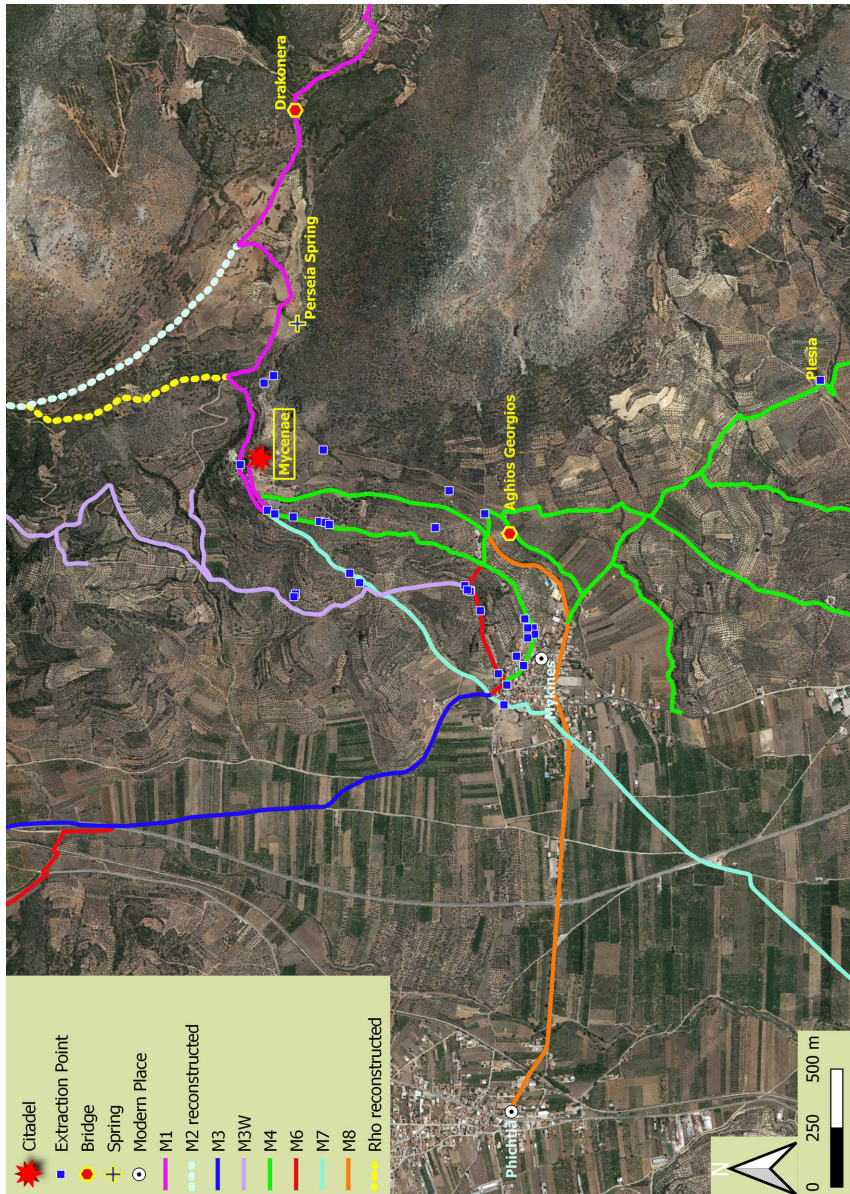 Citadel
Extraction Point
Bridge
Spring
Modern Place
M1
M2 reconstructed
M3
M3W
M4
M6
M7
M8
Rho reconstructed
Drakonera
Perseia Spring
Mycenae
Aghios Georgios
Plesia
Mykines
Phichtia
N
0 250 500 m